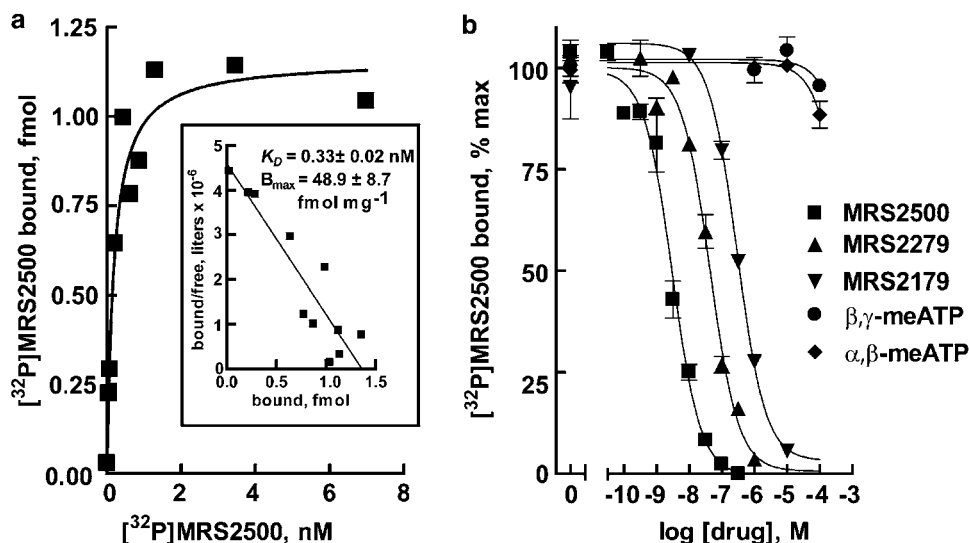 a
[³²P]MRS2500 bound, fmol
1.25
1.00
0.75
0.50
0.25
0.00
0 2 4 6 8
[³²P]MRS2500, nM
K_D = 0.33± 0.02 nM
B_max = 48.9 ± 8.7
fmol mg⁻¹
bound/free, liters x 10⁻⁶
5
4
3
2
1
0
0.0 0.5 1.0 1.5
bound, fmol
b
[³²P]MRS2500 bound, % max
100
75
50
25
0
0 -10 -9 -8 -7 -6 -5 -4 -3
log [drug], M
MRS2500
MRS2279
MRS2179
β,γ-meATP
α,β-meATP